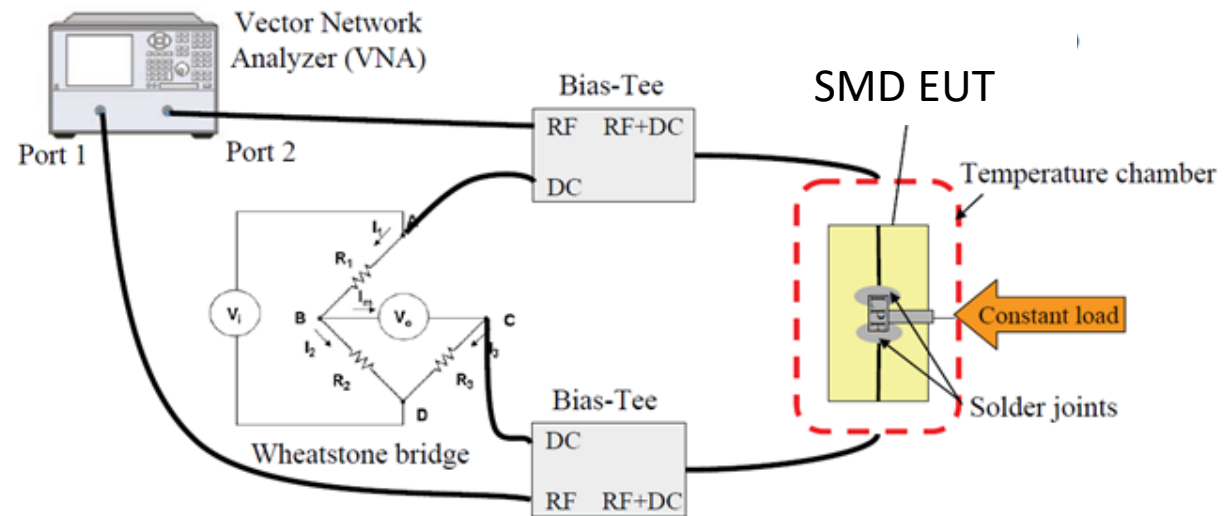 Vector Network
Analyzer (VNA)
Port 1
Port 2
Bias-Tee
RF RF+DC
DC
SMD EUT
Temperature chamber
LPF
Constant load
Solder joints
A
I1
R1
Im
Vi
B
Vo
C
I2
I3
R2
R3
D
Wheatstone bridge
Bias-Tee
DC
RF RF+DC